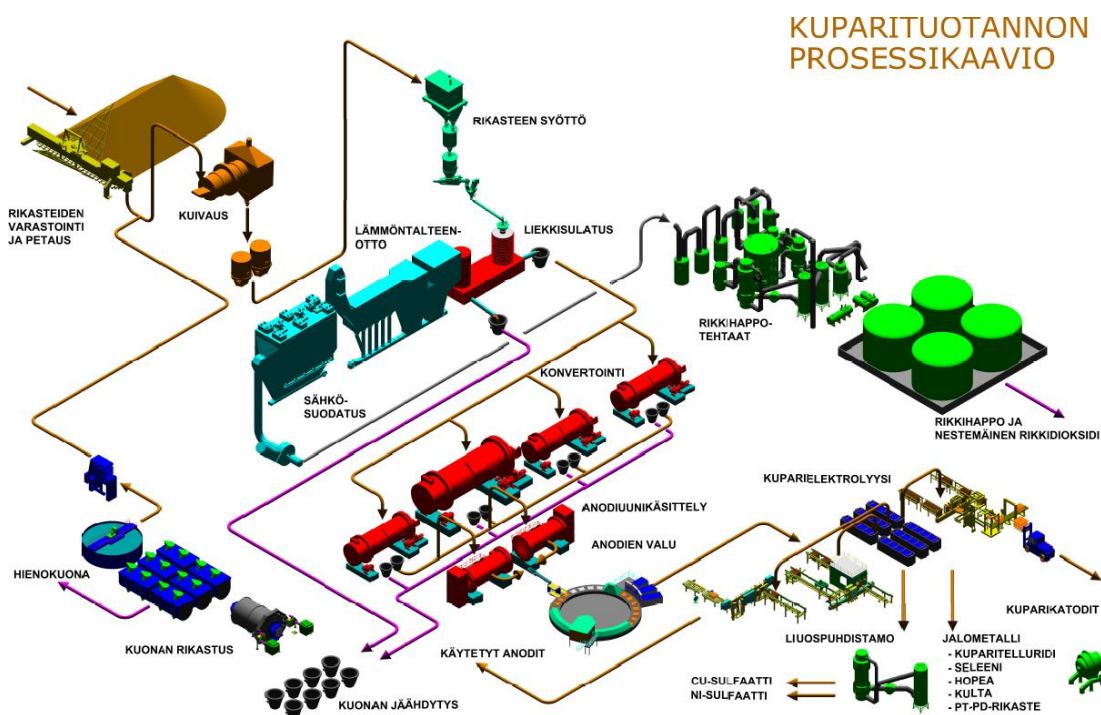 KUPARITUOTANNON
PROSESSIKAAVIO
RIKASTEEN SYÖTTÖ
RIKASTEIDEN
VARASTOINTI
JA PETAUS
KUIVAUS
LÄMMÖNTALTEEN-
OTTO
LIEKKISULATUS
RIKKIHAPPO-
TEHTAAT
SÄHKÖ-
SUODATUS
KONVERTOINTI
RIKKIHAPPO JA
NESTEMÄINEN RIKKIDIOKSIDI
KUPARIELEKTROLYYSI
ANODIUUNIKÄSITTELY
ANODIEN VALU
HIENOKUONA
KUPARIKATODIT
KUONAN RIKASTUS
KÄYTETYT ANODIT
LIUOSPUHDISTAMO
JALOMETALLI
- KUPARITELLURIDI
- SELEENI
- HOPEA
- KULTA
- PT-PD-RIKASTE
CU-SULFAATTI
NI-SULFAATTI
KUONAN JÄÄHDYTYS